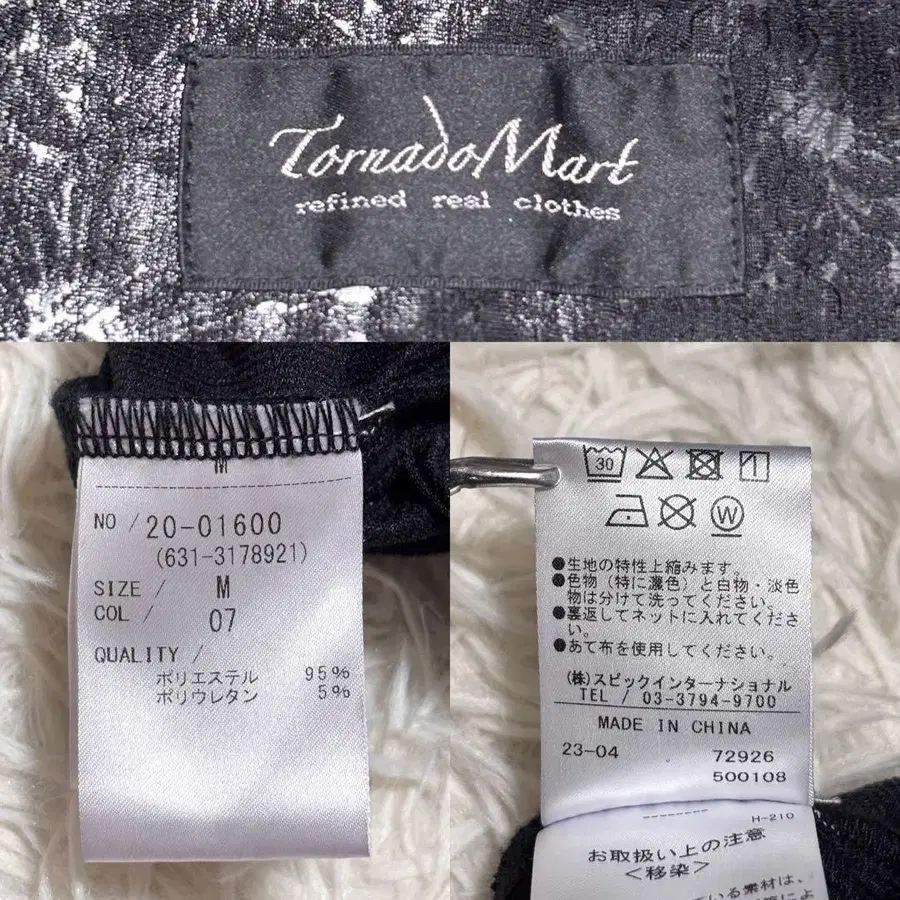 TornadoMart
refined real clothes
M
NO / 20-01600
(631-3178921)
SIZE / M
COL / 07
QUALITY /
ポリエステル 95%
ポリウレタン 5%
30
W
●生地の特性上縮みます。
●色物(特に濃色)と白物・淡色
物は分けて洗ってください。
●裏返してネットに入れてくださ
い。
●あて布を使用してください。
(株)スピックインターナショナル
TEL / 03-3794-9700
MADE IN CHINA
23-04 72926
500108
H-210
お取扱い上の注意
<移染>
ている素材は、